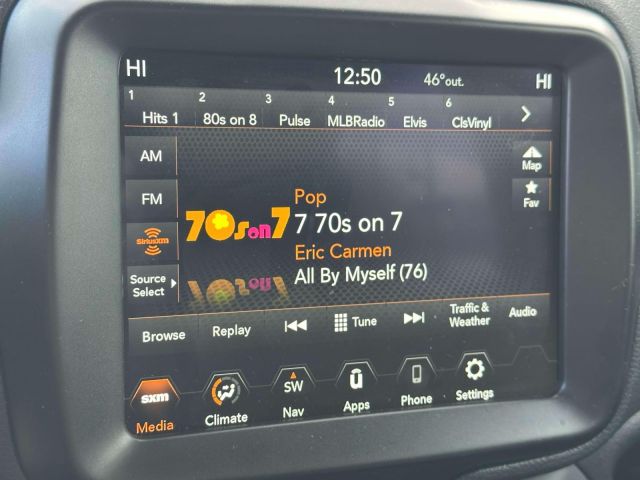 HI 12:50 46°out. HI
1 2 3 4 5 6
Hits 1 80s on 8 Pulse MLBRadio Elvis ClsVinyl
AM
Map
FM
Fav
SiriusXM
Source
Select
70s on 7
Pop
7 70s on 7
Eric Carmen
All By Myself (76)
Browse Replay Tune Traffic &
Weather Audio
sxm
Media
Climate
SW
Nav
Apps
Phone
Settings